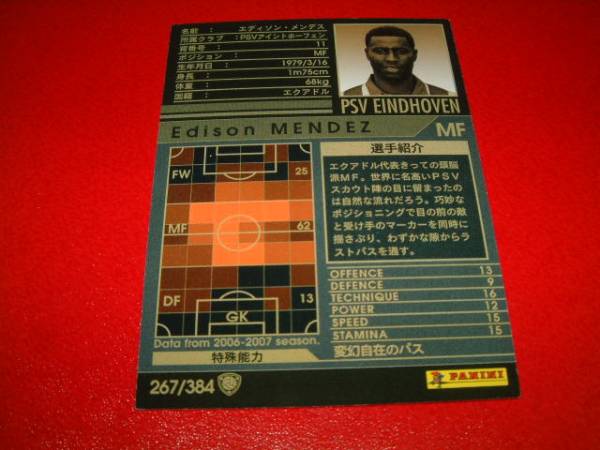 名前 : エディソン・メンデス
所属クラブ : PSVアイントホーフェン
背番号 : 11
ポジション : MF
生年月日 : 1979/3/16
身長 : 1m75cm
体重 : 68kg
国籍 : エクアドル
PSV EINDHOVEN
Edison MENDEZ MF
FW 25
MF 62
DF 13
GK
Data from 2006-2007 season.
選手紹介
エクアドル代表きっての頭脳
派MF。世界に名高いPSV
スカウト陣の目に留まったの
は自然な流れだろう。巧妙な
ポジショニングで目の前の敵
と受け手のマーカーを同時に
揺さぶり、わずかな隙からラ
ストパスを通す。
OFFENCE 13
DEFENCE 9
TECHNIQUE 16
POWER 12
SPEED 15
STAMINA 15
特殊能力 変幻自在のパス
267/384
PANINI